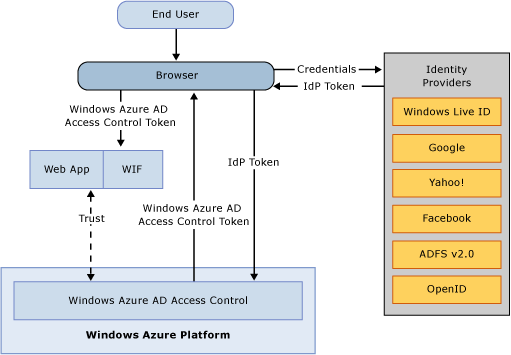 End User
Browser
Credentials
IdP Token
Identity
Providers
Windows Live ID
Google
Yahoo!
Facebook
ADFS v2.0
OpenID
Windows Azure AD
Access Control Token
Web App
WIF
IdP Token
Trust
Windows Azure AD
Access Control Token
Windows Azure AD Access Control
Windows Azure Platform